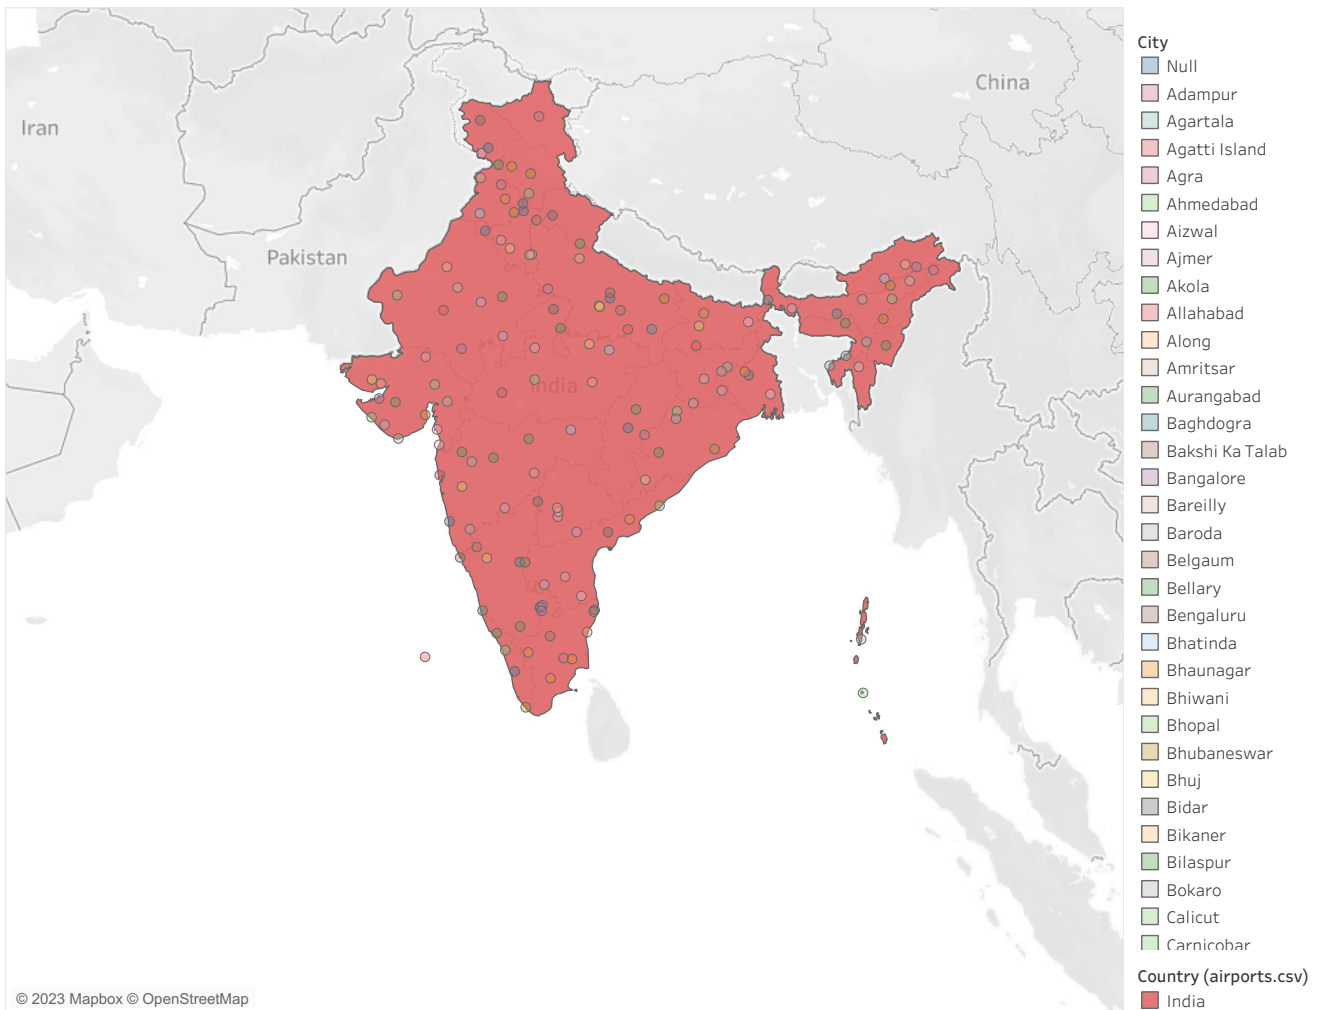 China
Iran
Pakistan
India
© 2023 Mapbox © OpenStreetMap
City
Null
Adampur
Agartala
Agatti Island
Agra
Ahmedabad
Aizwal
Ajmer
Akola
Allahabad
Along
Amritsar
Aurangabad
Baghdogra
Bakshi Ka Talab
Bangalore
Bareilly
Baroda
Belgaum
Bellary
Bengaluru
Bhatinda
Bhaunagar
Bhiwani
Bhopal
Bhubaneswar
Bhuj
Bidar
Bikaner
Bilaspur
Bokaro
Calicut
Carnicobar
Country (airports.csv)
India